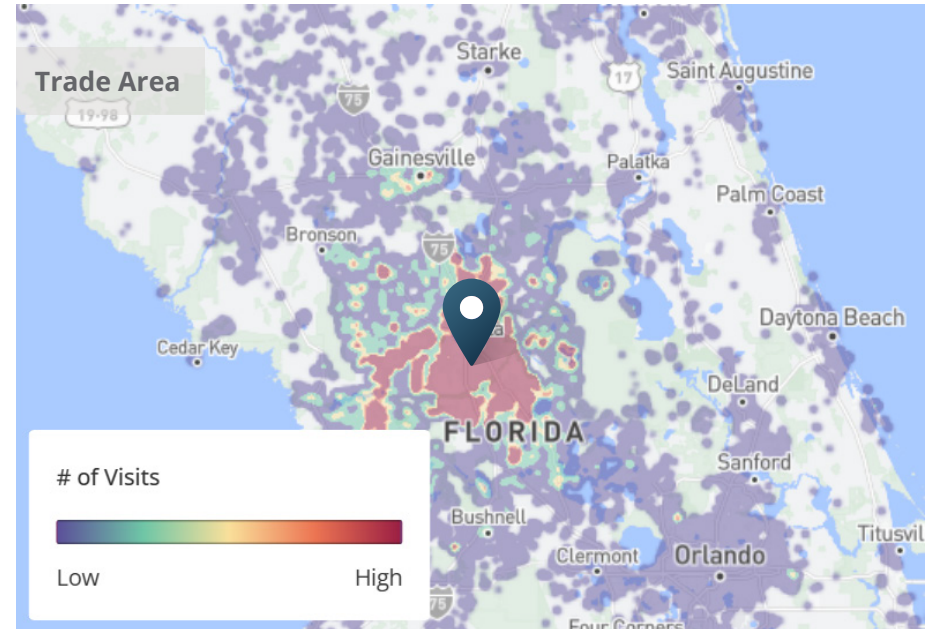 Starke
Trade Area
75
17
Saint Augustine
19-98
Gainesville
Palatka
Palm Coast
Bronson
75
Daytona Beach
Cedar Key
DeLand
FLORIDA
# of Visits
Sanford
Bushnell
Titusvil
Clermont
Orlando
Low
High
75
Four Corners